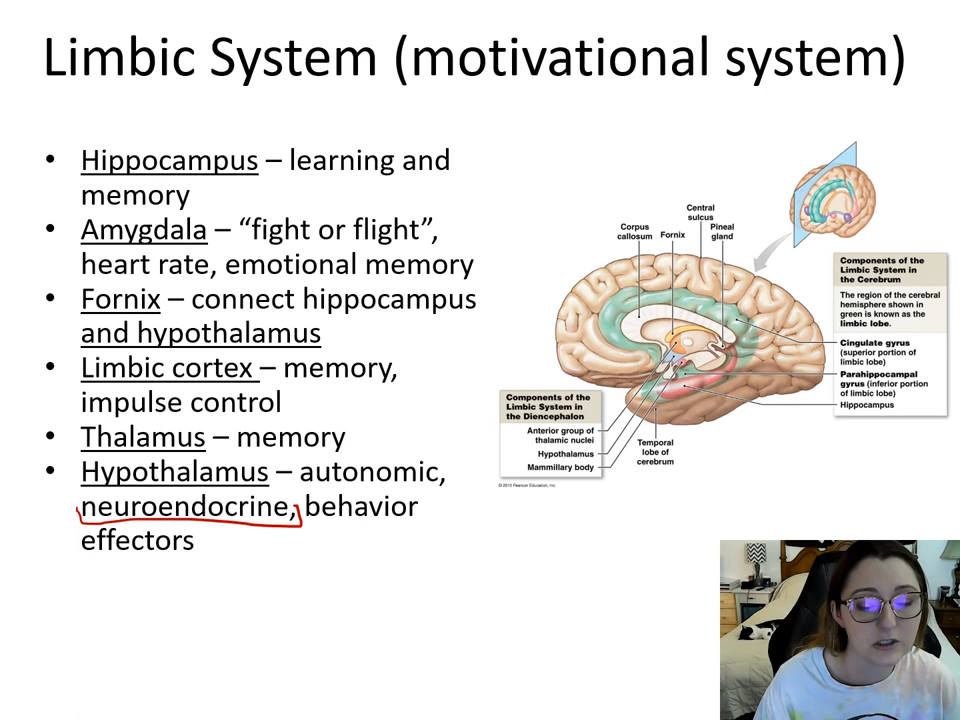 Limbic System (motivational system)
• Hippocampus – learning and
memory
• Amygdala – “fight or flight”,
heart rate, emotional memory
• Fornix – connect hippocampus
and hypothalamus
• Limbic cortex – memory,
impulse control
• Thalamus – memory
• Hypothalamus – autonomic,
neuroendocrine, behavior
effectors
Central
sulcus
Corpus
callosum
Fornix
Pineal
gland
Components of the
Limbic System in
the Cerebrum
The region of the cerebral
hemisphere shown in
green is known as the
limbic lobe.
Cingulate gyrus
(superior portion of
limbic lobe)
Parahippocampal
gyrus (inferior portion
of limbic lobe)
Hippocampus
Components of the
Limbic System in
the Diencephalon
Anterior group of
thalamic nuclei
Hypothalamus
Mammillary body
Temporal
lobe of
cerebrum
© 2015 Pearson Education, Inc.